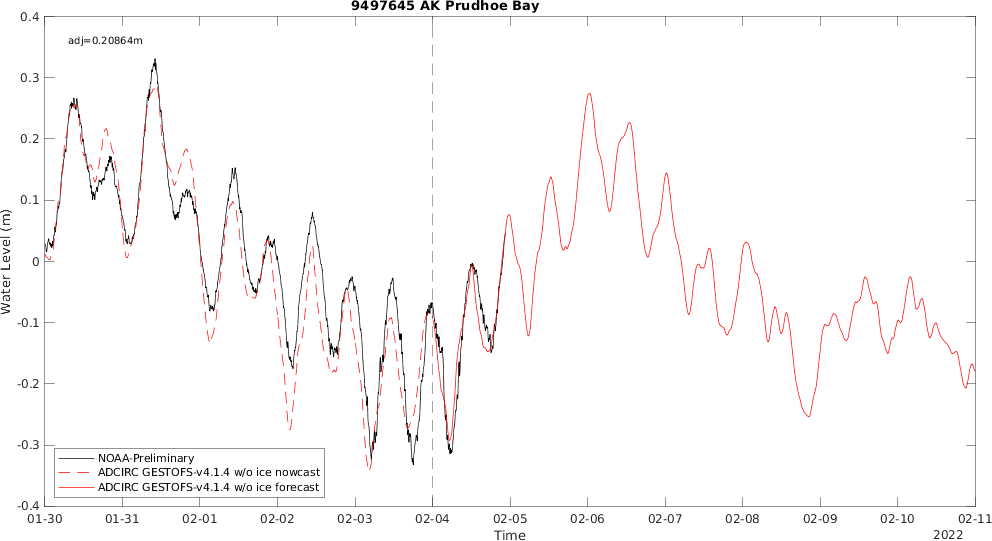 9497645 AK Prudhoe Bay
adj=0.20864m
0.4
0.3
0.2
0.1
0
-0.1
-0.2
-0.3
-0.4
Water Level (m)
NOAA-Preliminary
ADCIRC GESTOFS-v4.1.4 w/o ice nowcast
ADCIRC GESTOFS-v4.1.4 w/o ice forecast
01-30 01-31 02-01 02-02 02-03 02-04 02-05 02-06 02-07 02-08 02-09 02-10 02-11
Time
2022